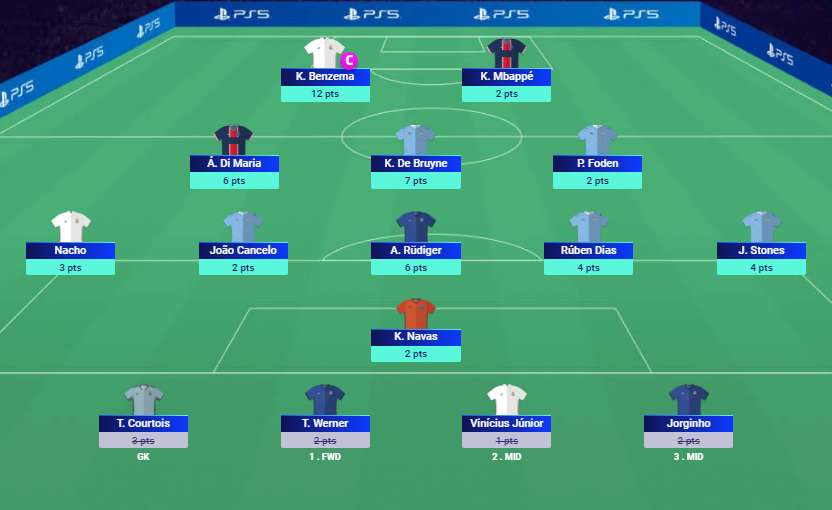 PS5
PS5
PS5
PS5
PS5
PS5
PS5
PS5
PS5
C
K. Benzema
12 pts
K. Mbappé
2 pts
Á. Di María
6 pts
K. De Bruyne
7 pts
P. Foden
2 pts
Nacho
3 pts
João Cancelo
2 pts
A. Rüdiger
6 pts
Rúben Dias
4 pts
J. Stones
4 pts
K. Navas
2 pts
T. Courtois
3 pts
GK
T. Werner
2 pts
1 . FWD
Vinícius Júnior
1 pts
2 . MID
Jorginho
2 pts
3 . MID